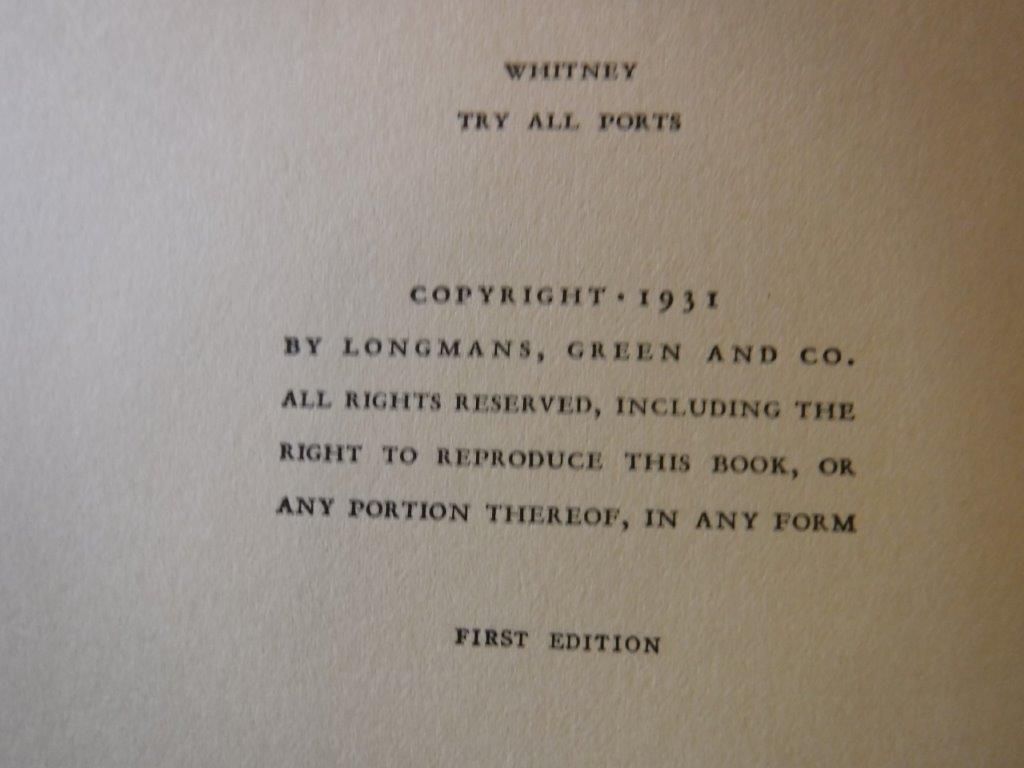 WHITNEY
TRY ALL PORTS
COPYRIGHT · 1931
BY LONGMANS, GREEN AND CO.
ALL RIGHTS RESERVED, INCLUDING THE
RIGHT TO REPRODUCE THIS BOOK, OR
ANY PORTION THEREOF, IN ANY FORM
FIRST EDITION